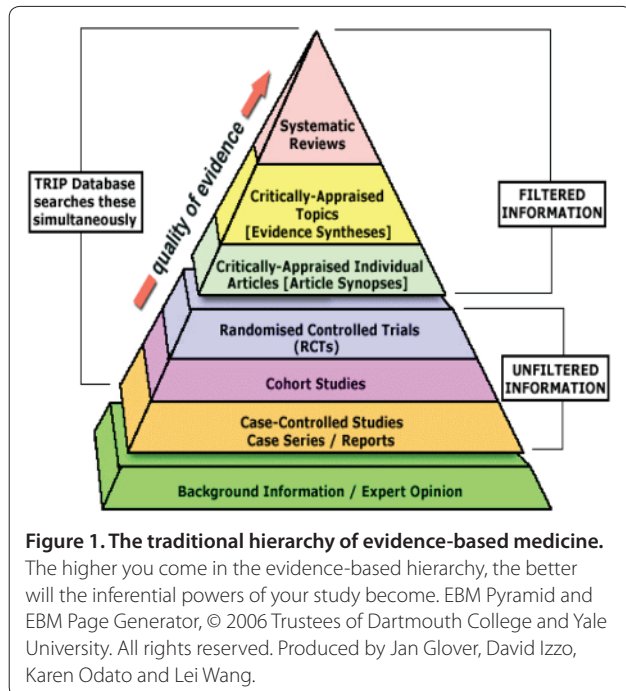 Systematic
Reviews
quality of evidence
TRIP Database
searches these
simultaneously
Critically-Appraised
Topics
[Evidence Syntheses]
FILTERED
INFORMATION
Critically-Appraised Individual
Articles [Article Synopses]
Randomised Controlled Trials
(RCTs)
UNFILTERED
INFORMATION
Cohort Studies
Case-Controlled Studies
Case Series / Reports
Background Information / Expert Opinion
Figure 1. The traditional hierarchy of evidence-based medicine.
The higher you come in the evidence-based hierarchy, the better
will the inferential powers of your study become. EBM Pyramid and
EBM Page Generator, © 2006 Trustees of Dartmouth College and Yale
University. All rights reserved. Produced by Jan Glover, David Izzo,
Karen Odato and Lei Wang.